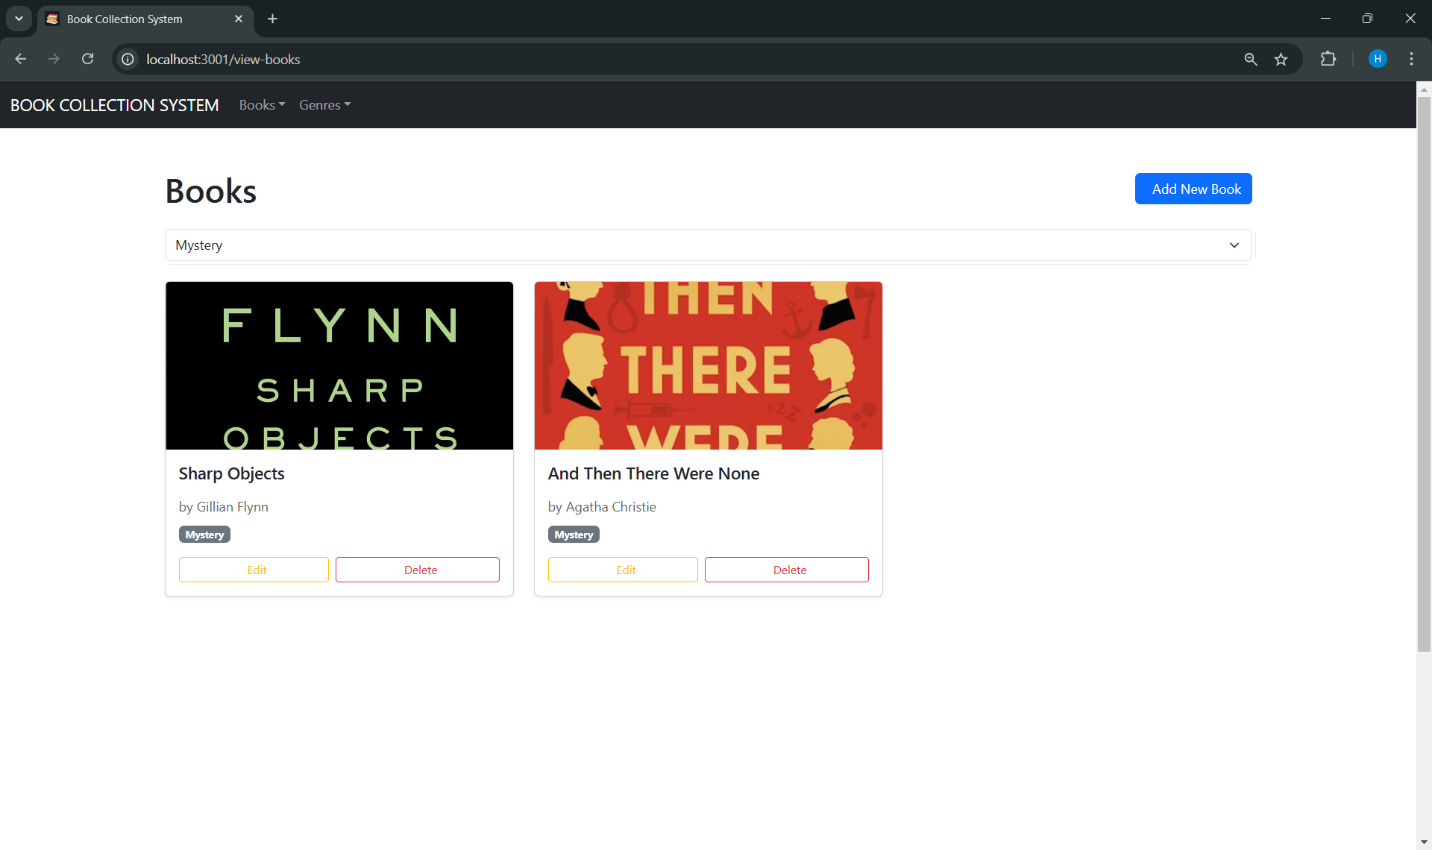 Book Collection System
localhost:3001/view-books
H
BOOK COLLECTION SYSTEM Books Genres
Books
Add New Book
Mystery
FLYNN
SHARP
OBJECTS
THEN
THERE
WERE
zzz
Sharp Objects
by Gillian Flynn
Mystery
Edit Delete
And Then There Were None
by Agatha Christie
Mystery
Edit Delete